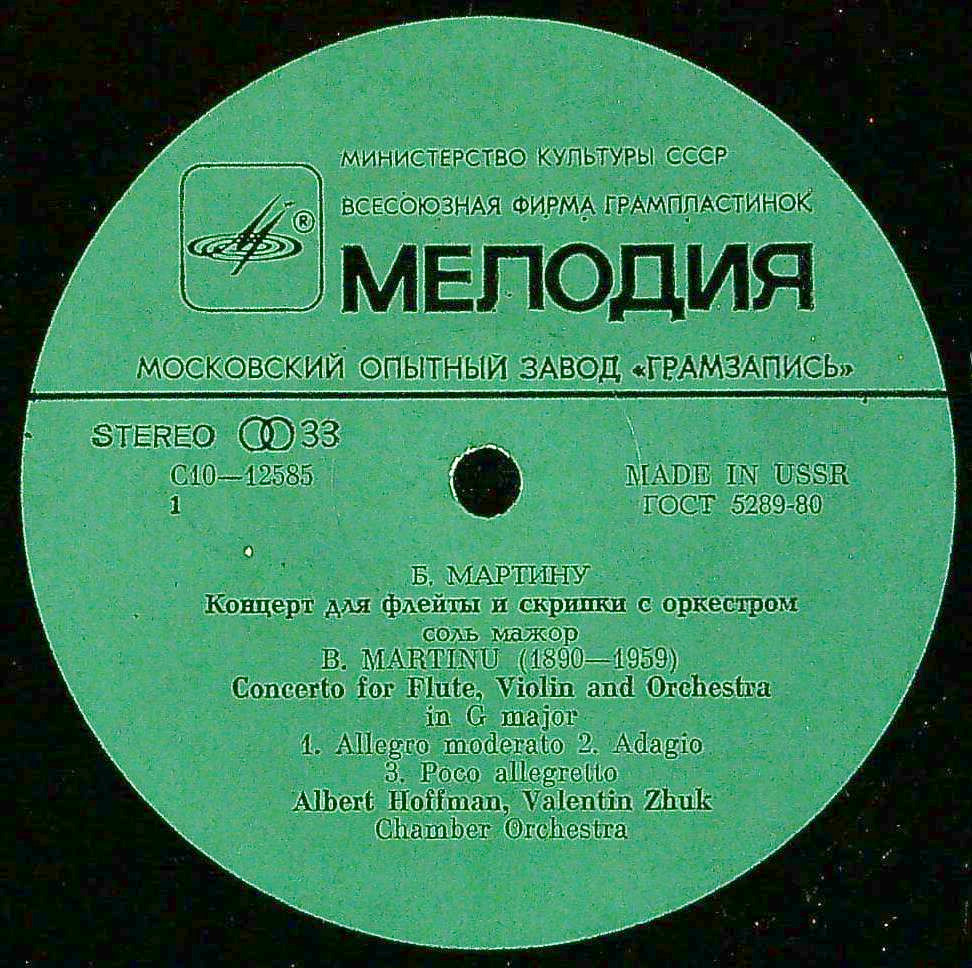 МИНИСТЕРСТВО КУЛЬТУРЫ СССР
ВСЕСОЮЗНАЯ ФИРМА ГРАМПЛАСТИНОК
®
МЕЛОДИЯ
МОСКОВСКИЙ ОПЫТНЫЙ ЗАВОД «ГРАМЗАПИСЬ»
STEREO 33
С10—12585
1
MADE IN USSR
ГОСТ 5289-80
Б. МАРТИНУ
Концерт для флейты и скрипки с оркестром
соль мажор
B. MARTINU (1890—1959)
Concerto for Flute, Violin and Orchestra
in G major
1. Allegro moderato 2. Adagio
3. Poco allegretto
Albert Hoffman, Valentin Zhuk
Chamber Orchestra